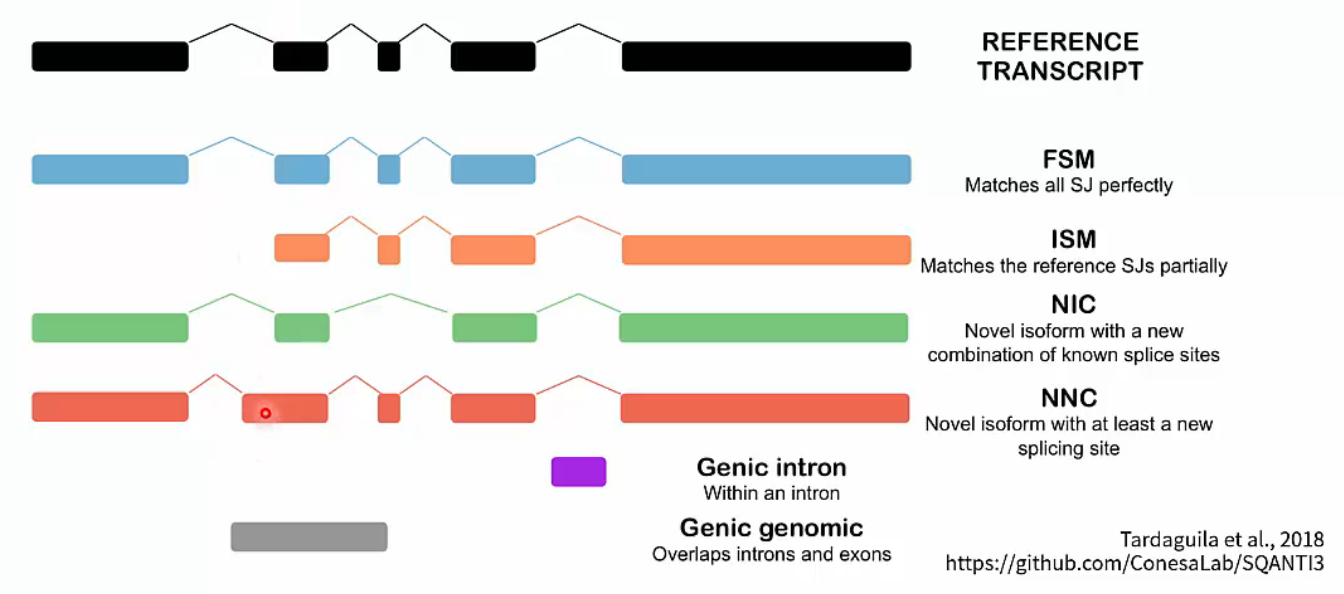 REFERENCE
TRANSCRIPT
FSM
Matches all SJ perfectly
ISM
Matches the reference SJs partially
NIC
Novel isoform with a new
combination of known splice sites
NNC
Novel isoform with at least a new
splicing site
Genic intron
Within an intron
Genic genomic
Overlaps introns and exons
Tardaguila et al., 2018
https://github.com/ConesaLab/SQANTI3